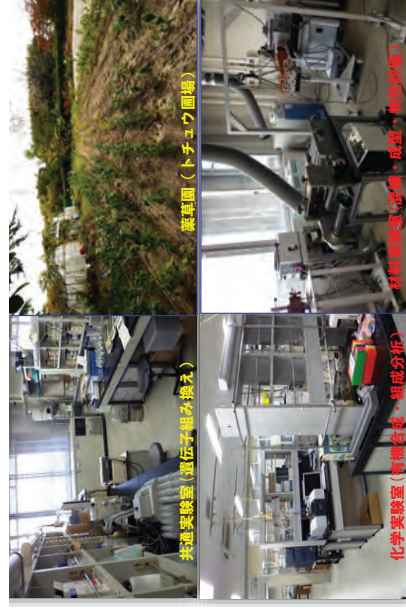 共通実験室(遺伝子組み換え)
薬草園(トチュウ圃場)
化学実験室(有機合成・組成分析)
材料実験室(混練・成型・物性評価)